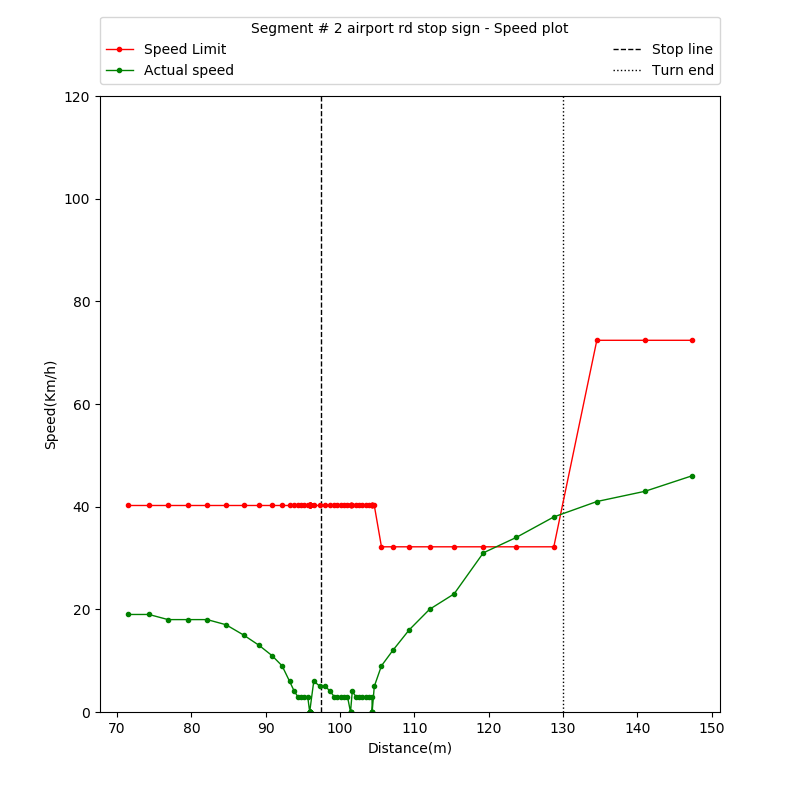 Segment # 2 airport rd stop sign - Speed plot
Speed Limit
Actual speed
Stop line
Turn end
120
100
80
60
40
20
0
Speed(Km/h)
70 80 90 100 110 120 130 140 150
Distance(m)